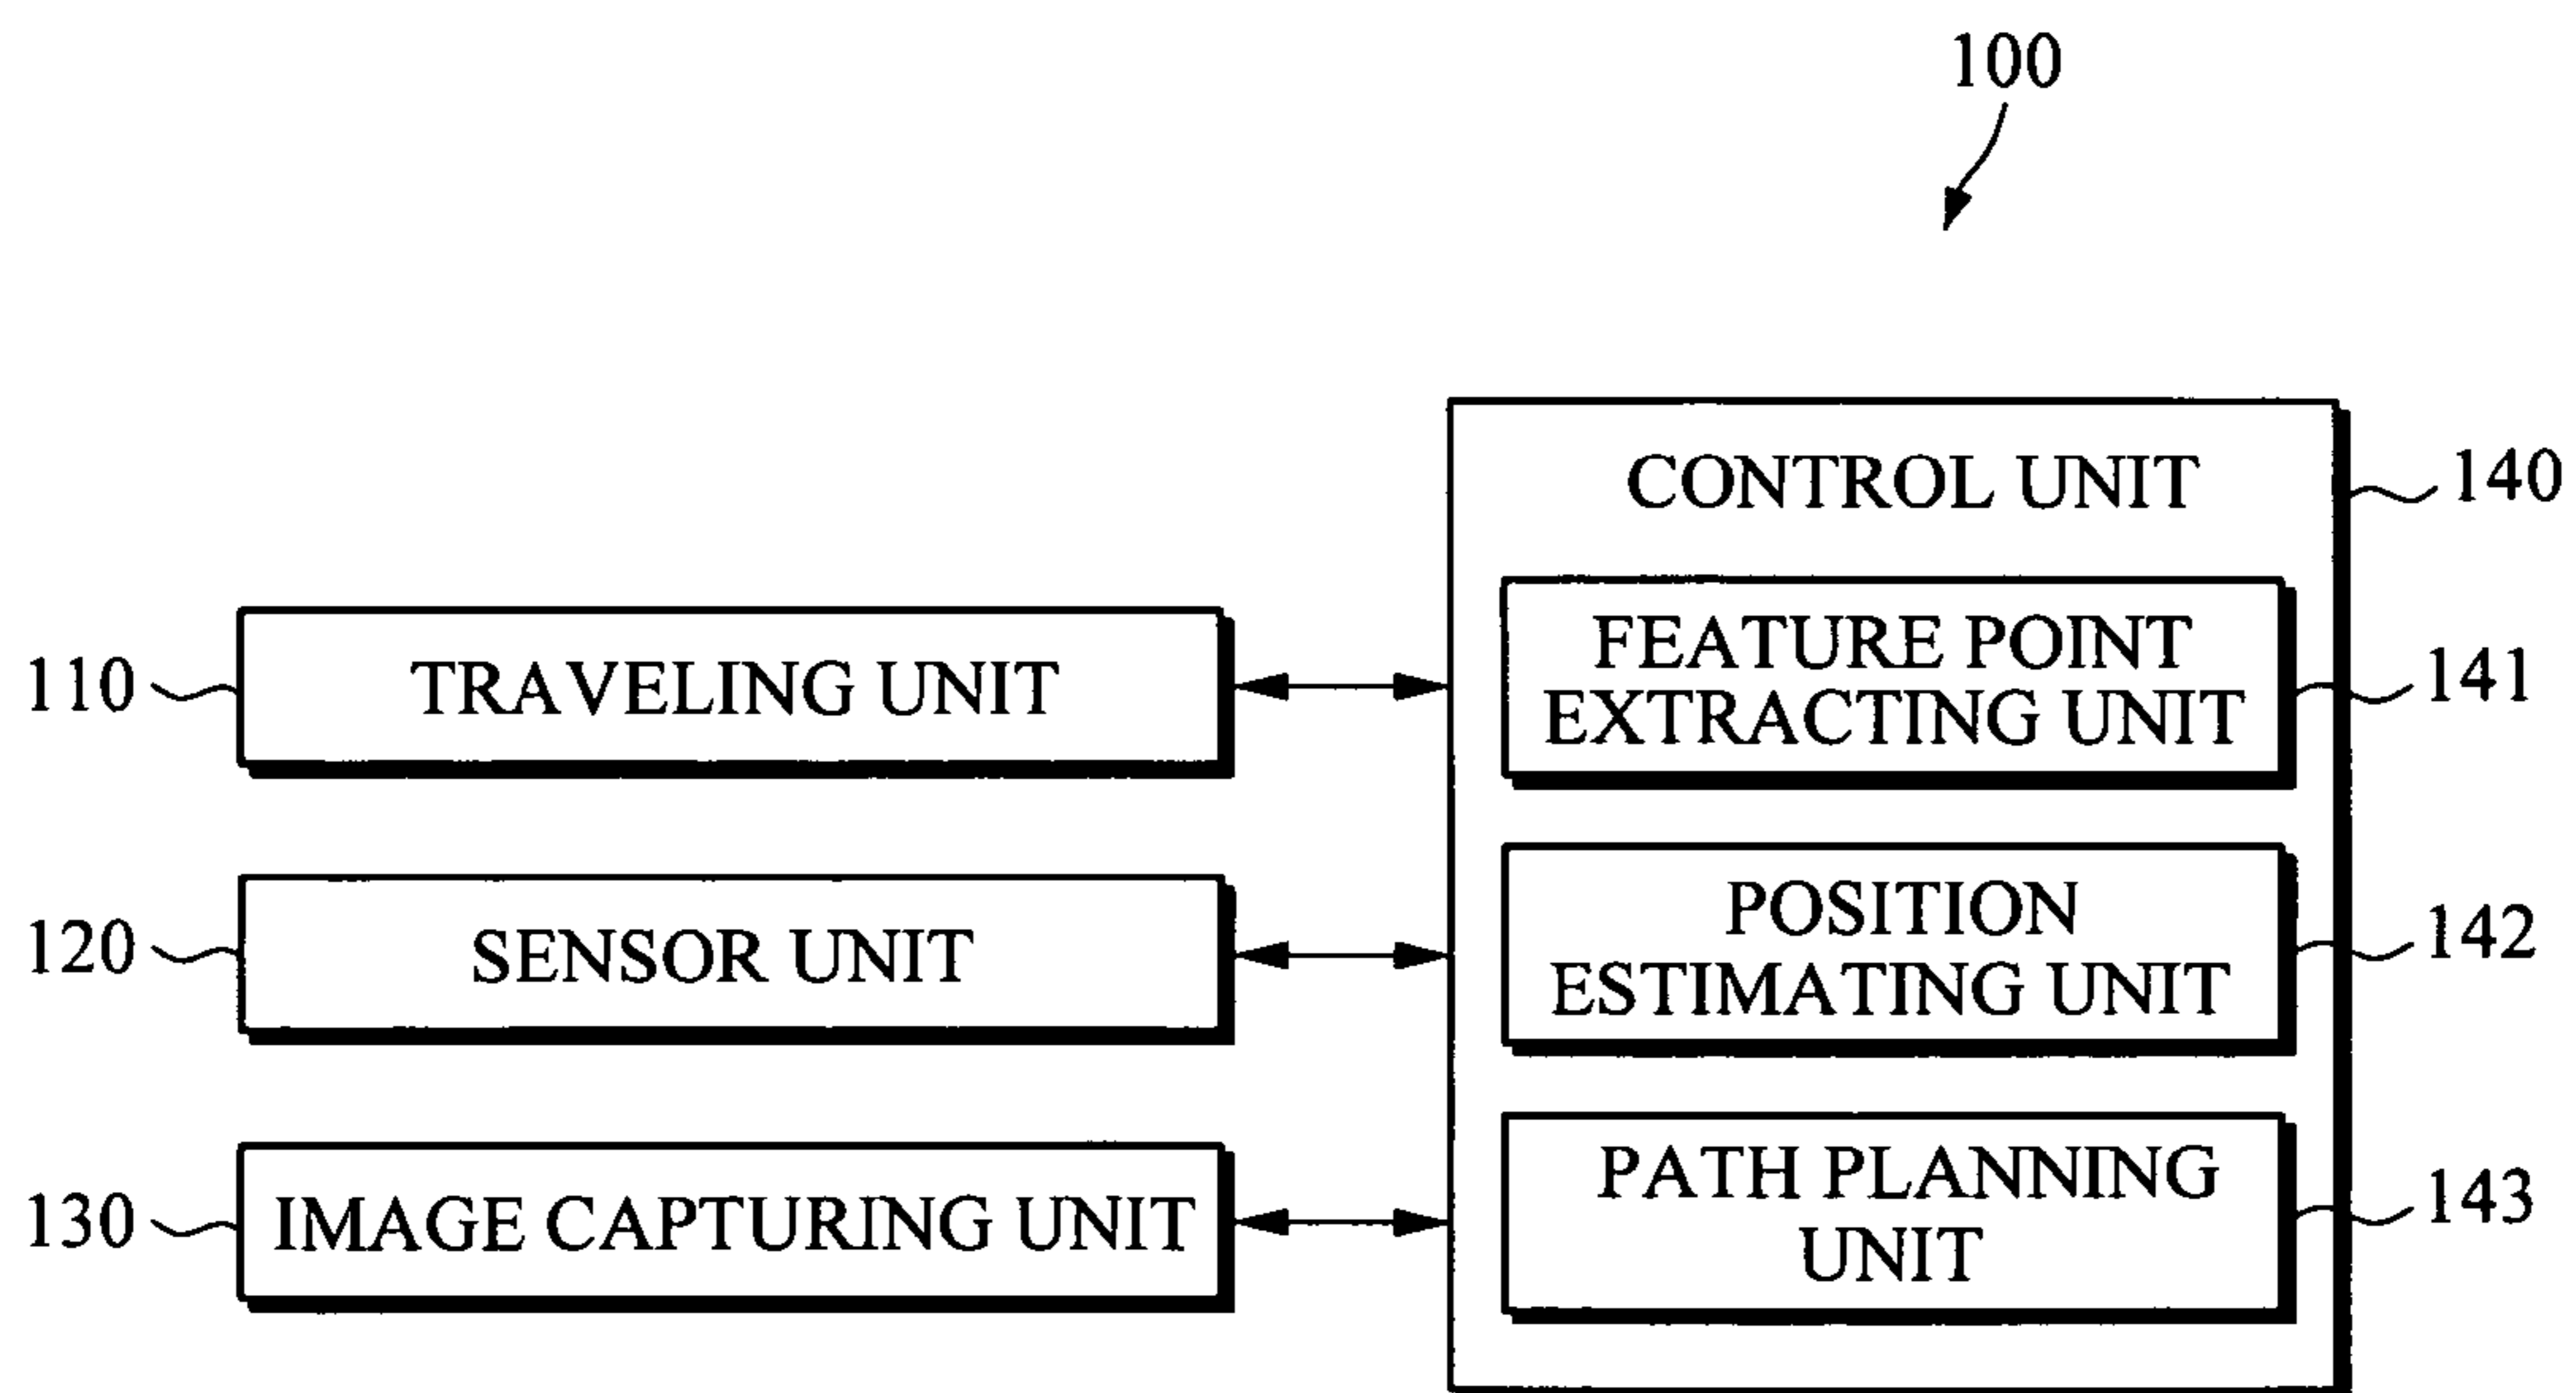 100
CONTROL UNIT
140
110
TRAVELING UNIT
FEATURE POINT
EXTRACTING UNIT
141
120
SENSOR UNIT
POSITION
ESTIMATING UNIT
142
130
IMAGE CAPTURING UNIT
PATH PLANNING
UNIT
143